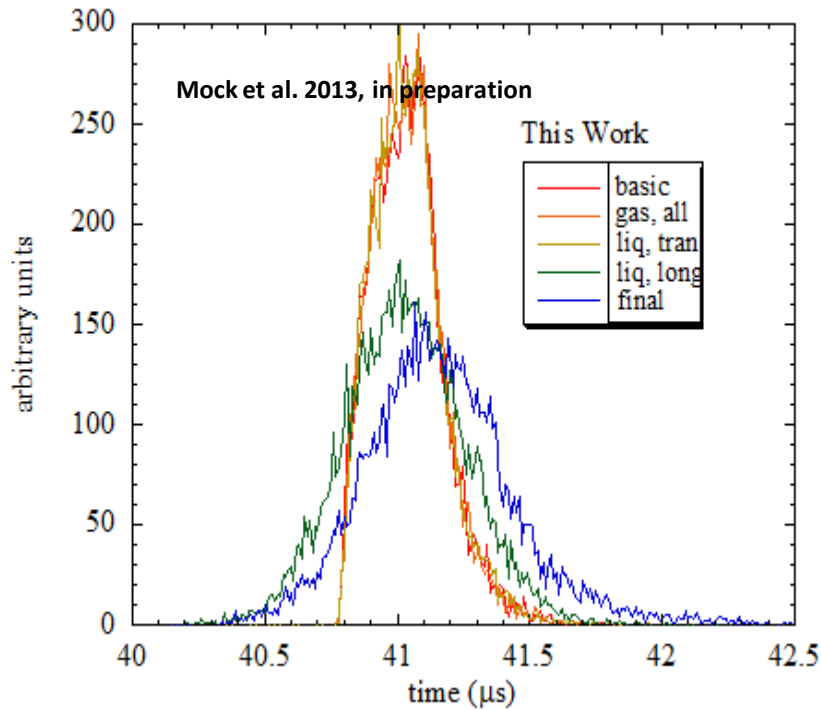 300
Mock et al. 2013, in preparation
250
This Work
basic
gas, all
liq, tran
liq, long
final
200
150
100
50
0
arbitrary units
40
40.5
41
41.5
42
42.5
time (μs)